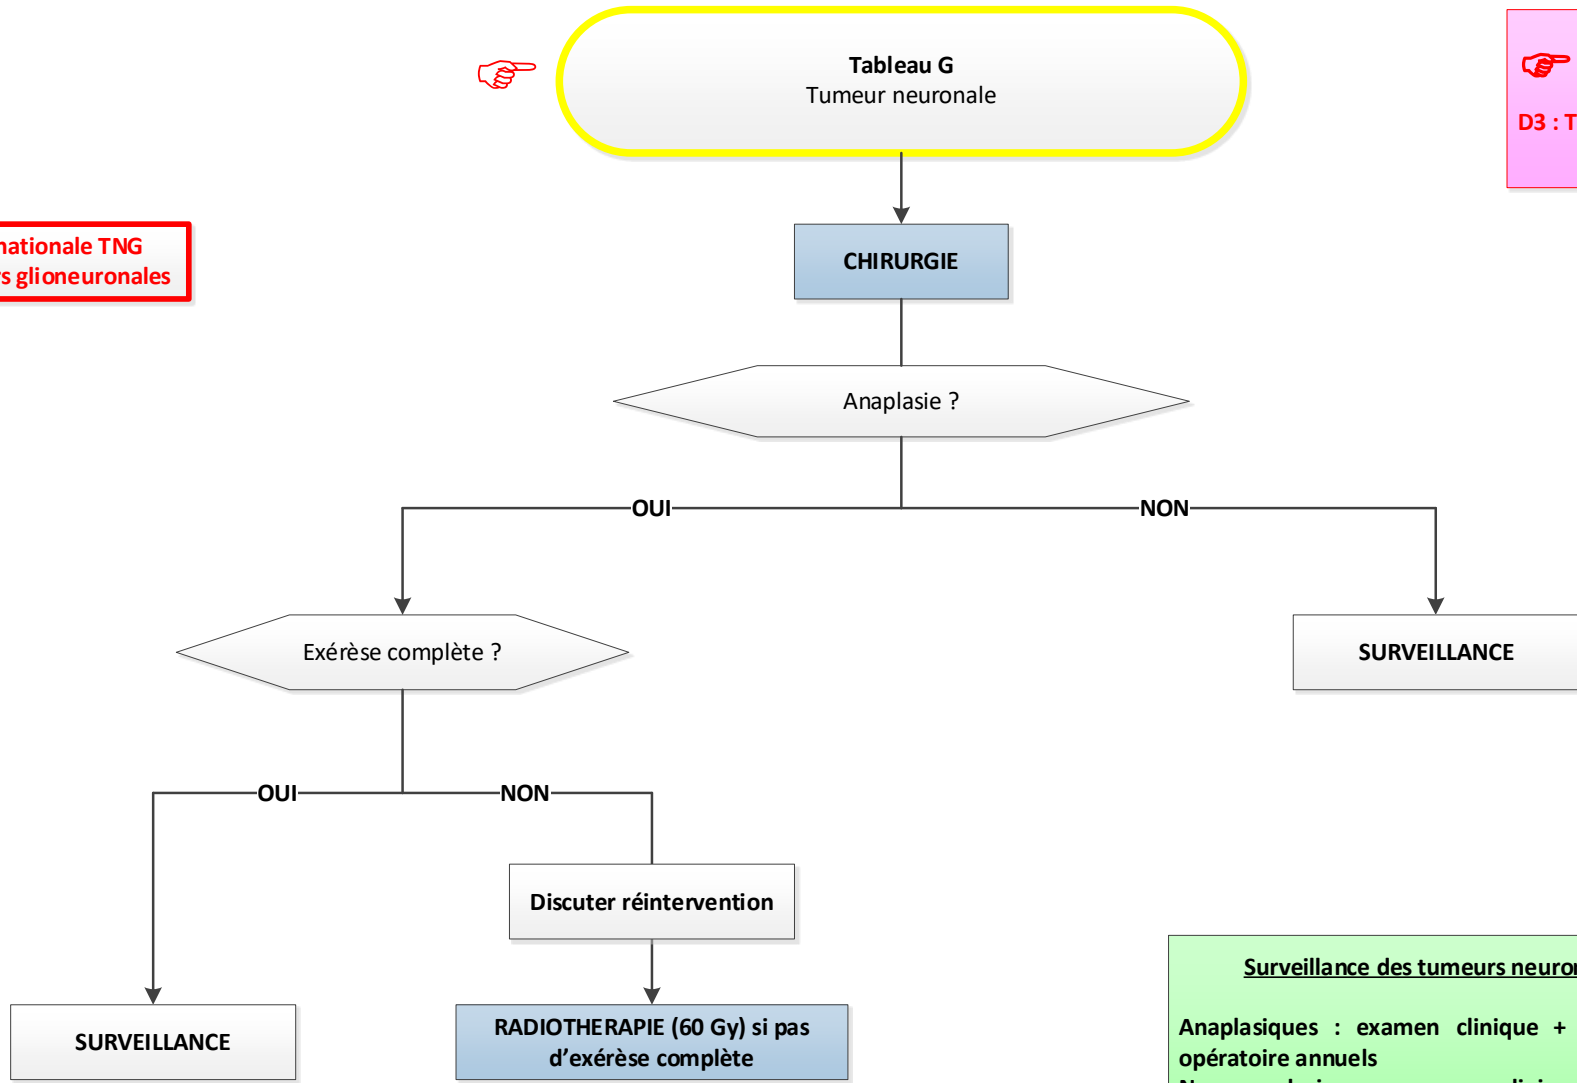 Tableau G
Tumeur neuronale
D3 : T
nationale TNG
glioneuronales
CHIRURGIE
Anaplasie ?
OUI
NON
Exérèse complète ?
SURVEILLANCE
OUI
NON
Discuter réintervention
Surveillance des tumeurs
SURVEILLANCE
RADIOTHERAPIE (60 Gy) si pas
d’exérèse complète
Anaplasiques : examen clinique +
opératoire annuels